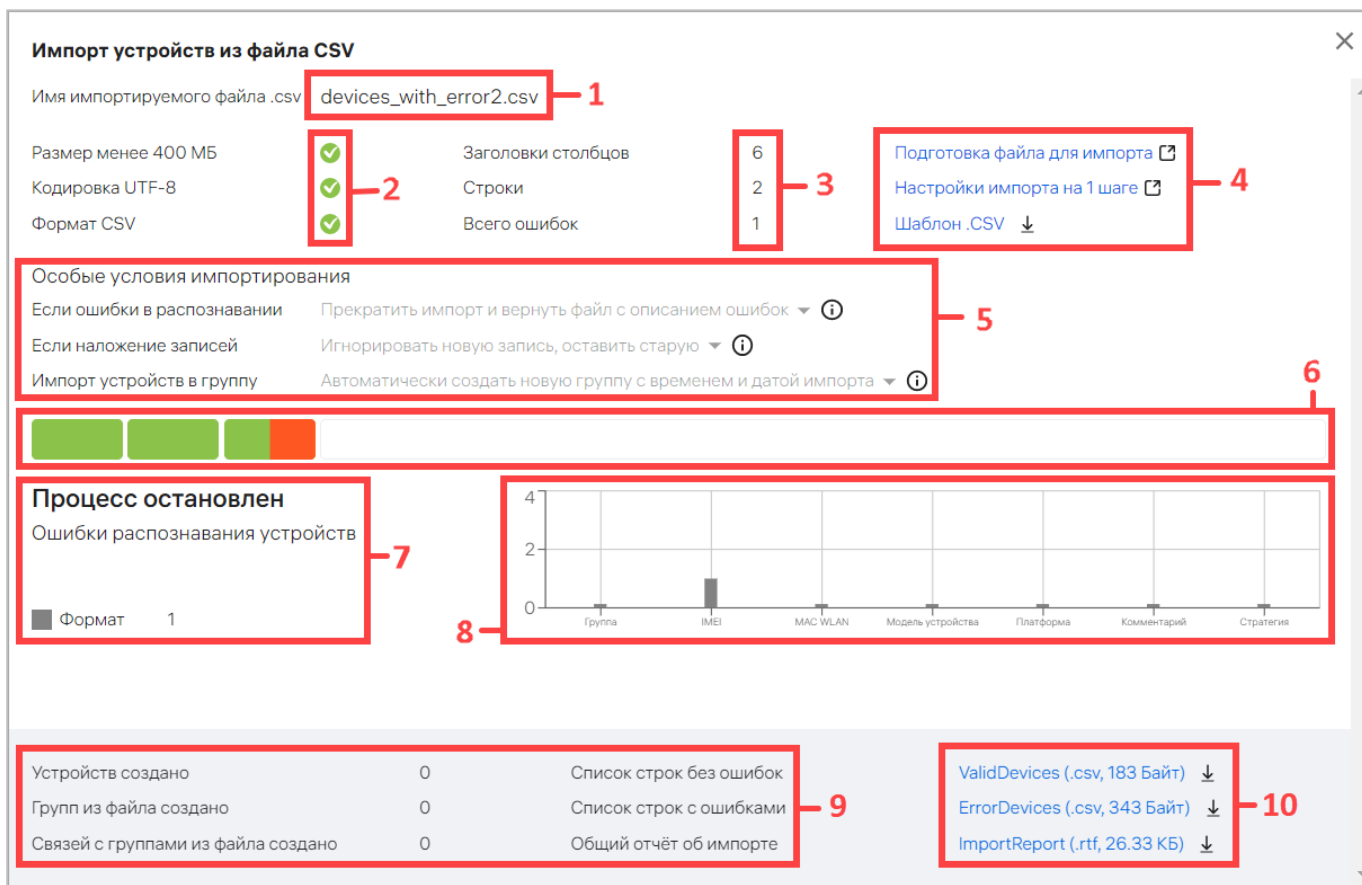 Импорт устройств из файла CSV
Имя импортируемого файла .csv devices_with_error2.csv 1
Размер менее 400 МБ Заголовки столбцов 6 Подготовка файла для импорта
Кодировка UTF-8 2 Строки 2 3 Настройки импорта на 1 шаге 4
Формат CSV Всего ошибок 1 Шаблон .CSV
Особые условия импортирования
Если ошибки в распознавании Прекратить импорт и вернуть файл с описанием ошибок 5
Если наложение записей Игнорировать новую запись, оставить старую
Импорт устройств в группу Автоматически создать новую группу с временем и датой импорта
6
Процесс остановлен
Ошибки распознавания устройств
7
Формат 1
4
2
0
Группа IMEI MAC WLAN Модель устройства Платформа Комментарий Стратегия
8
Устройств создано 0 Список строк без ошибок ValidDevices (.csv, 183 Байт)
Групп из файла создано 0 Список строк с ошибками 9 ErrorDevices (.csv, 343 Байт) 10
Связей с группами из файла создано 0 Общий отчёт об импорте ImportReport (.rtf, 26.33 КБ)